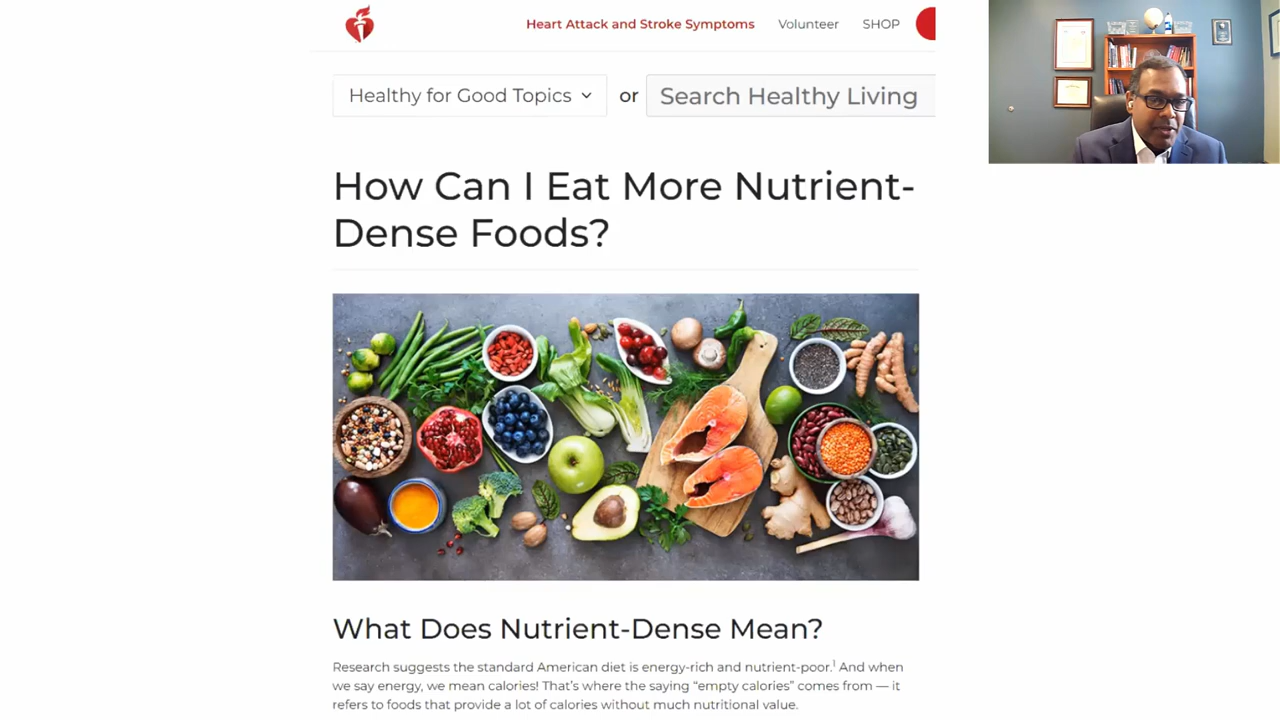 Heart Attack and Stroke Symptoms Volunteer SHOP
Healthy for Good Topics or Search Healthy Living
How Can I Eat More Nutrient-
Dense Foods?
What Does Nutrient-Dense Mean?
Research suggests the standard American diet is energy-rich and nutrient-poor.1 And when
we say energy, we mean calories! That's where the saying “empty calories” comes from — it
refers to foods that provide a lot of calories without much nutritional value.